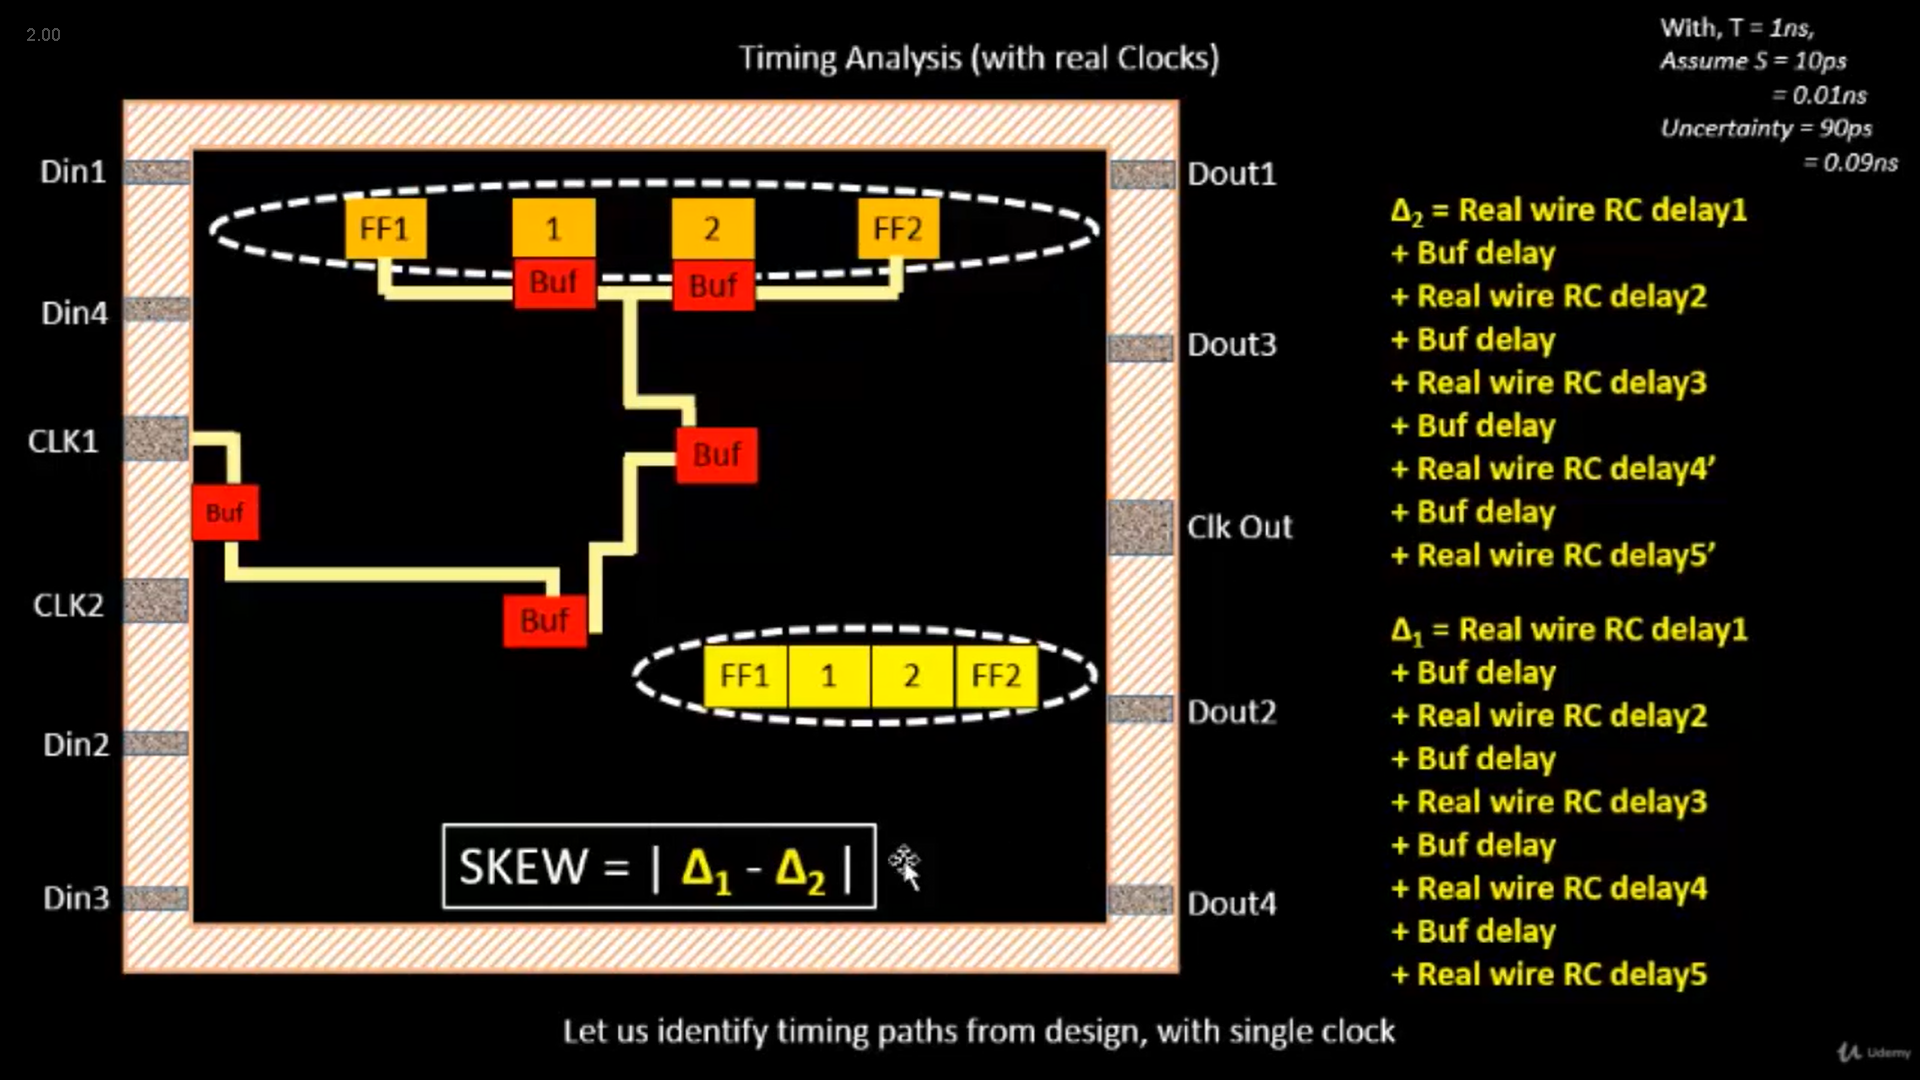 2.00
Timing Analysis (with real Clocks)
With, T = 1ns,
Assume S = 10ps
= 0.01ns
Uncertainty = 90ps
= 0.09ns
Din1
Din4
CLK1
CLK2
Din2
Din3
FF1
1
2
FF2
Buf
Buf
Buf
Buf
Buf
FF1
1
2
FF2
SKEW = | Δ₁ - Δ₂ |
Dout1
Dout3
Clk Out
Dout2
Dout4
Δ₂ = Real wire RC delay1
+ Buf delay
+ Real wire RC delay2
+ Buf delay
+ Real wire RC delay3
+ Buf delay
+ Real wire RC delay4’
+ Buf delay
+ Real wire RC delay5’
Δ₁ = Real wire RC delay1
+ Buf delay
+ Real wire RC delay2
+ Buf delay
+ Real wire RC delay3
+ Buf delay
+ Real wire RC delay4
+ Buf delay
+ Real wire RC delay5
Let us identify timing paths from design, with single clock
Udemy